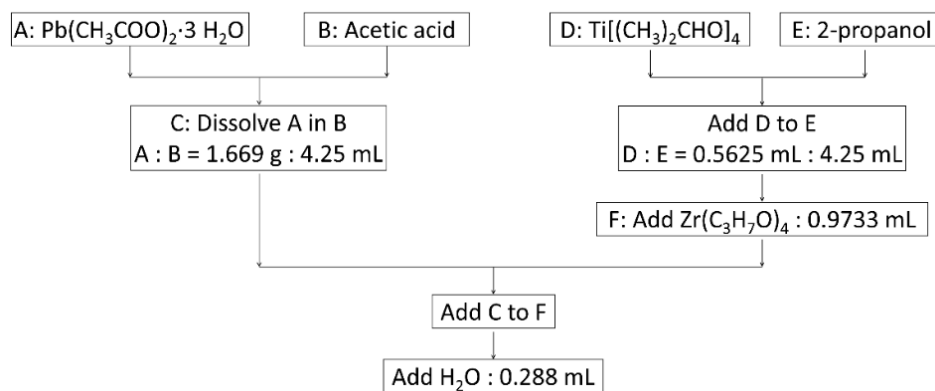 A: Pb(CH₃COO)₂·3 H₂O
B: Acetic acid
D: Ti[(CH₃)₂CHO]₄
E: 2-propanol
C: Dissolve A in B
A : B = 1.669 g : 4.25 mL
Add D to E
D : E = 0.5625 mL : 4.25 mL
F: Add Zr(C₃H₇O)₄ : 0.9733 mL
Add C to F
Add H₂O : 0.288 mL